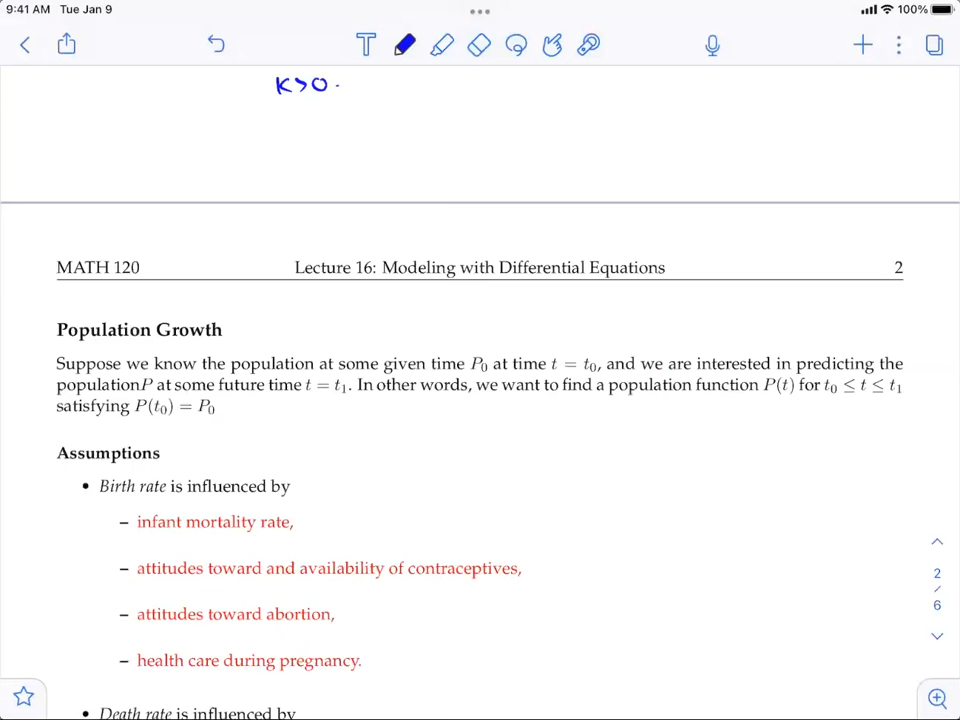 9:41 AM Tue Jan 9
100%
K>0.
MATH 120 Lecture 16: Modeling with Differential Equations 2
Population Growth
Suppose we know the population at some given time P₀ at time t = t₀, and we are interested in predicting the
populationP at some future time t = t₁. In other words, we want to find a population function P(t) for t₀ ≤ t ≤ t₁
satisfying P(t₀) = P₀
Assumptions
• Birth rate is influenced by
– infant mortality rate,
– attitudes toward and availability of contraceptives,
– attitudes toward abortion,
– health care during pregnancy.
• Death rate is influenced by
2
/
6